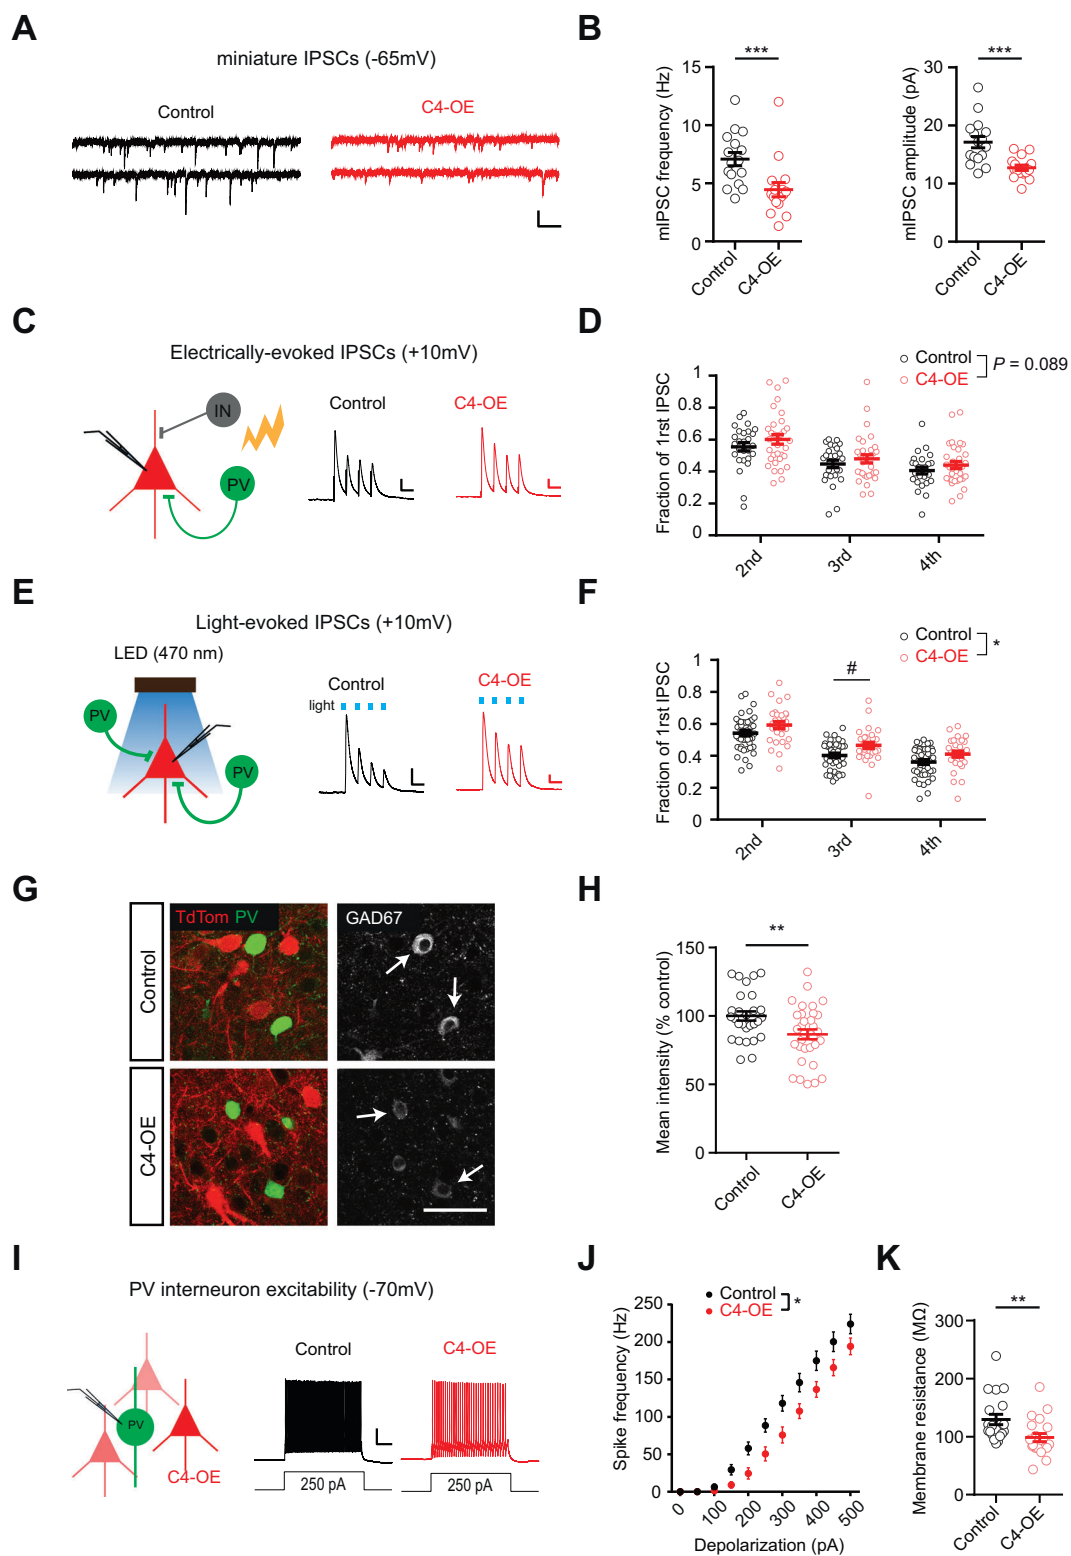 A
miniature IPSCs (-65mV)
Control
C4-OE
B
***
mIPSC frequency (Hz)
15
10
5
0
Control
C4-OE
***
mIPSC amplitude (pA)
30
20
10
0
Control
C4-OE
C
Electrically-evoked IPSCs (+10mV)
IN
PV
Control
C4-OE
D
Control
C4-OE
P = 0.089
Fraction of 1rst IPSC
1
0.8
0.6
0.4
0.2
0
2nd
3rd
4th
E
Light-evoked IPSCs (+10mV)
LED (470 nm)
PV
PV
Control
light
C4-OE
F
Control
C4-OE
*
#
Fraction of 1rst IPSC
1
0.8
0.6
0.4
0.2
0
2nd
3rd
4th
G
Control
C4-OE
TdTom PV
GAD67
H
**
Mean intensity (% control)
150
100
50
0
Control
C4-OE
I
PV interneuron excitability (-70mV)
PV
C4-OE
Control
C4-OE
250 pA
250 pA
J
Control
C4-OE
*
Spike frequency (Hz)
250
200
150
100
50
0
0
100
200
300
400
500
Depolarization (pA)
K
**
Membrane resistance (MΩ)
300
200
100
0
Control
C4-OE